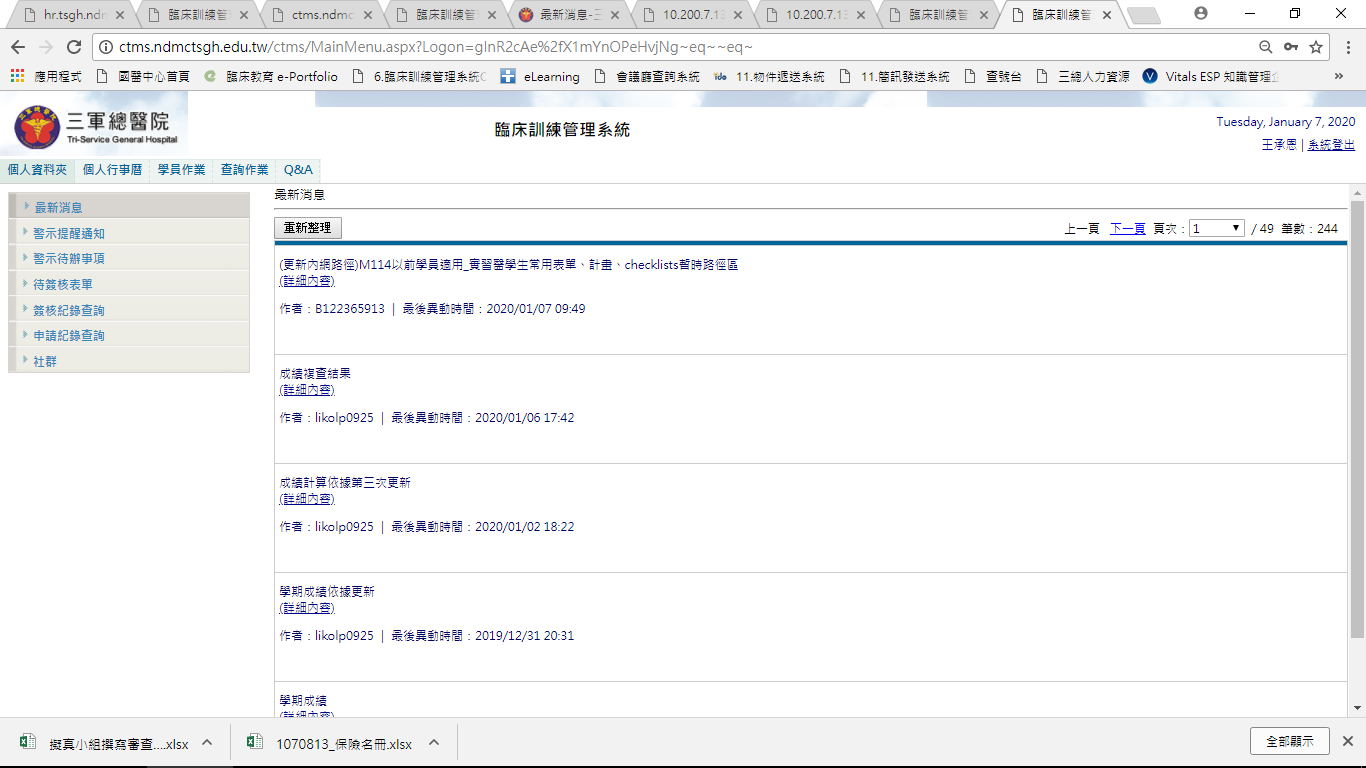 hr.tsgh.ndm
臨床訓練管
ctms.ndmc
臨床訓練管
最新消息-三
10.200.7.13
10.200.7.13
臨床訓練管
臨床訓練管
ctms.ndmctsgh.edu.tw/ctms/MainMenu.aspx?Logon=gInR2cAe%2fX1mYnOPeHvjNg~eq~~eq~
應用程式 國醫中心首頁 臨床教育 e-Portfolio 6.臨床訓練管理系統 eLearning 會議廳查詢系統 11.物件遞送系統 11.簡訊發送系統 查號台 三總人力資源 Vitals ESP 知識管理
三軍總醫院
Tri-Service General Hospital
臨床訓練管理系統
Tuesday, January 7, 2020
王承恩 | 系統登出
個人資料夾 個人行事曆 學員作業 查詢作業 Q&A
最新消息
警示提醒通知
警示待辦事項
待簽核表單
簽核紀錄查詢
申請紀錄查詢
社群
最新消息
重新整理
上一頁 下一頁 頁次：1 / 49 筆數：244
(更新內網路徑)M114以前學員適用_實習醫學生常用表單、計畫、checklists暫時路徑區
(詳細內容)
作者：B122365913 | 最後異動時間：2020/01/07 09:49
成績複查結果
(詳細內容)
作者：likolp0925 | 最後異動時間：2020/01/06 17:42
成績計算依據第三次更新
(詳細內容)
作者：likolp0925 | 最後異動時間：2020/01/02 18:22
學期成績依據更新
(詳細內容)
作者：likolp0925 | 最後異動時間：2019/12/31 20:31
學期成績
(詳細內容)
擬真小組撰寫審查....xlsx
1070813_保險名冊.xlsx
全部顯示